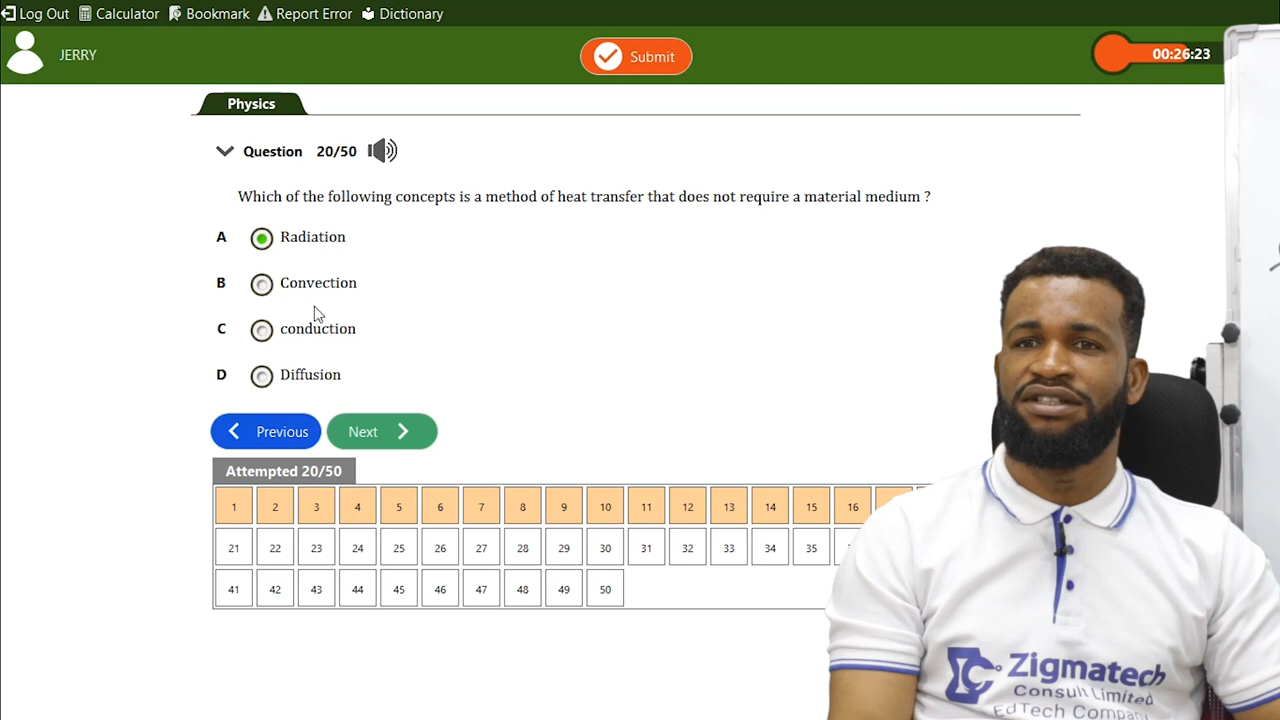 Log Out Calculator Bookmark Report Error Dictionary
JERRY Submit 00:26:23
Physics
Question 20/50
Which of the following concepts is a method of heat transfer that does not require a material medium ?
A Radiation
B Convection
C conduction
D Diffusion
Previous Next
Attempted 20/50
1 2 3 4 5 6 7 8 9 10 11 12 13 14 15 16
21 22 23 24 25 26 27 28 29 30 31 32 33 34 35
41 42 43 44 45 46 47 48 49 50
Zigmatech
Consult Limited
EdTech Company